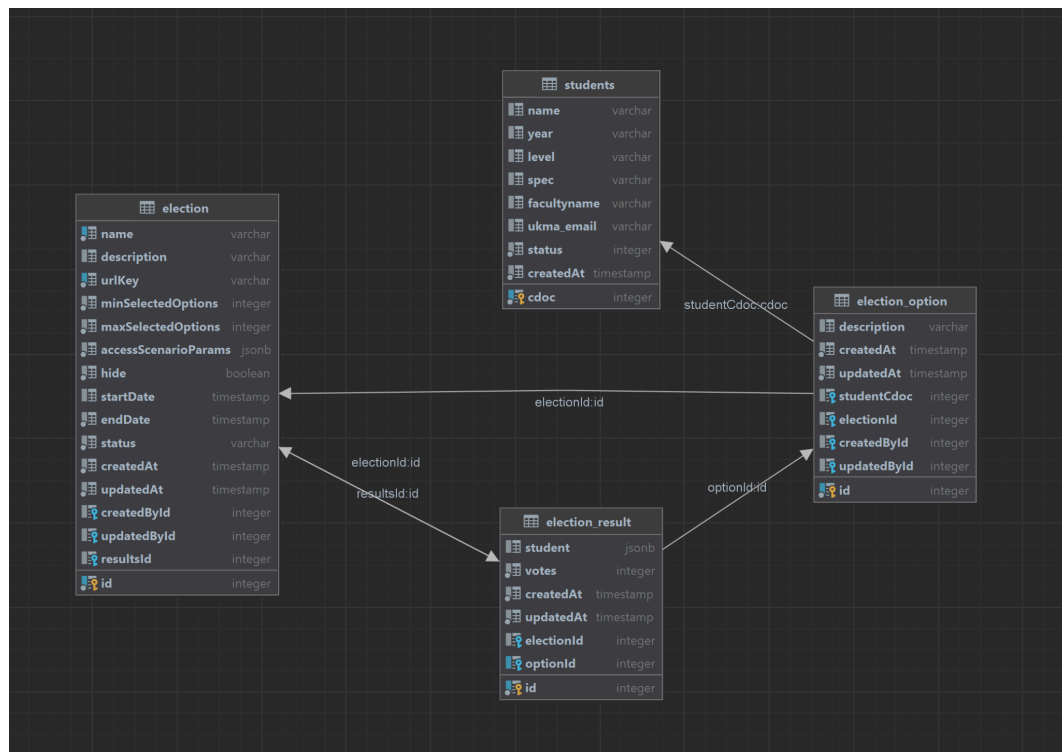 students
name varchar
year varchar
level varchar
spec varchar
facultyname varchar
ukma_email varchar
status integer
createdAt timestamp
cdoc integer
election
name varchar
description varchar
urlKey varchar
minSelectedOptions integer
maxSelectedOptions integer
accessScenarioParams jsonb
hide boolean
startDate timestamp
endDate timestamp
status varchar
createdAt timestamp
updatedAt timestamp
createdById integer
updatedById integer
resultsId integer
id integer
election_option
description varchar
createdAt timestamp
updatedAt timestamp
studentCdoc integer
electionId integer
createdById integer
updatedById integer
id integer
studentCdoc:cdoc
electionId:id
electionId:id
resultsId:id
optionId:id
election_result
student jsonb
votes integer
createdAt timestamp
updatedAt timestamp
electionId integer
optionId integer
id integer